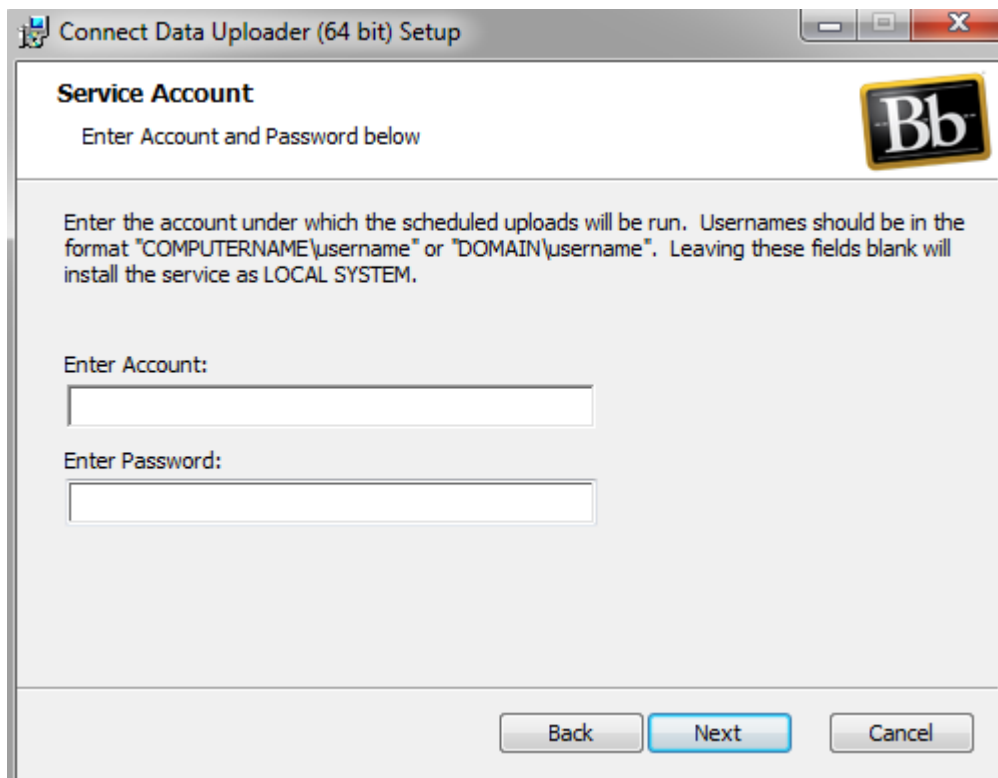 Connect Data Uploader (64 bit) Setup
Service Account
Enter Account and Password below
Bb
Enter the account under which the scheduled uploads will be run.  Usernames should be in the
format "COMPUTERNAME\username" or "DOMAIN\username".  Leaving these fields blank will
install the service as LOCAL SYSTEM.
Enter Account:
Enter Password:
Back
Next
Cancel